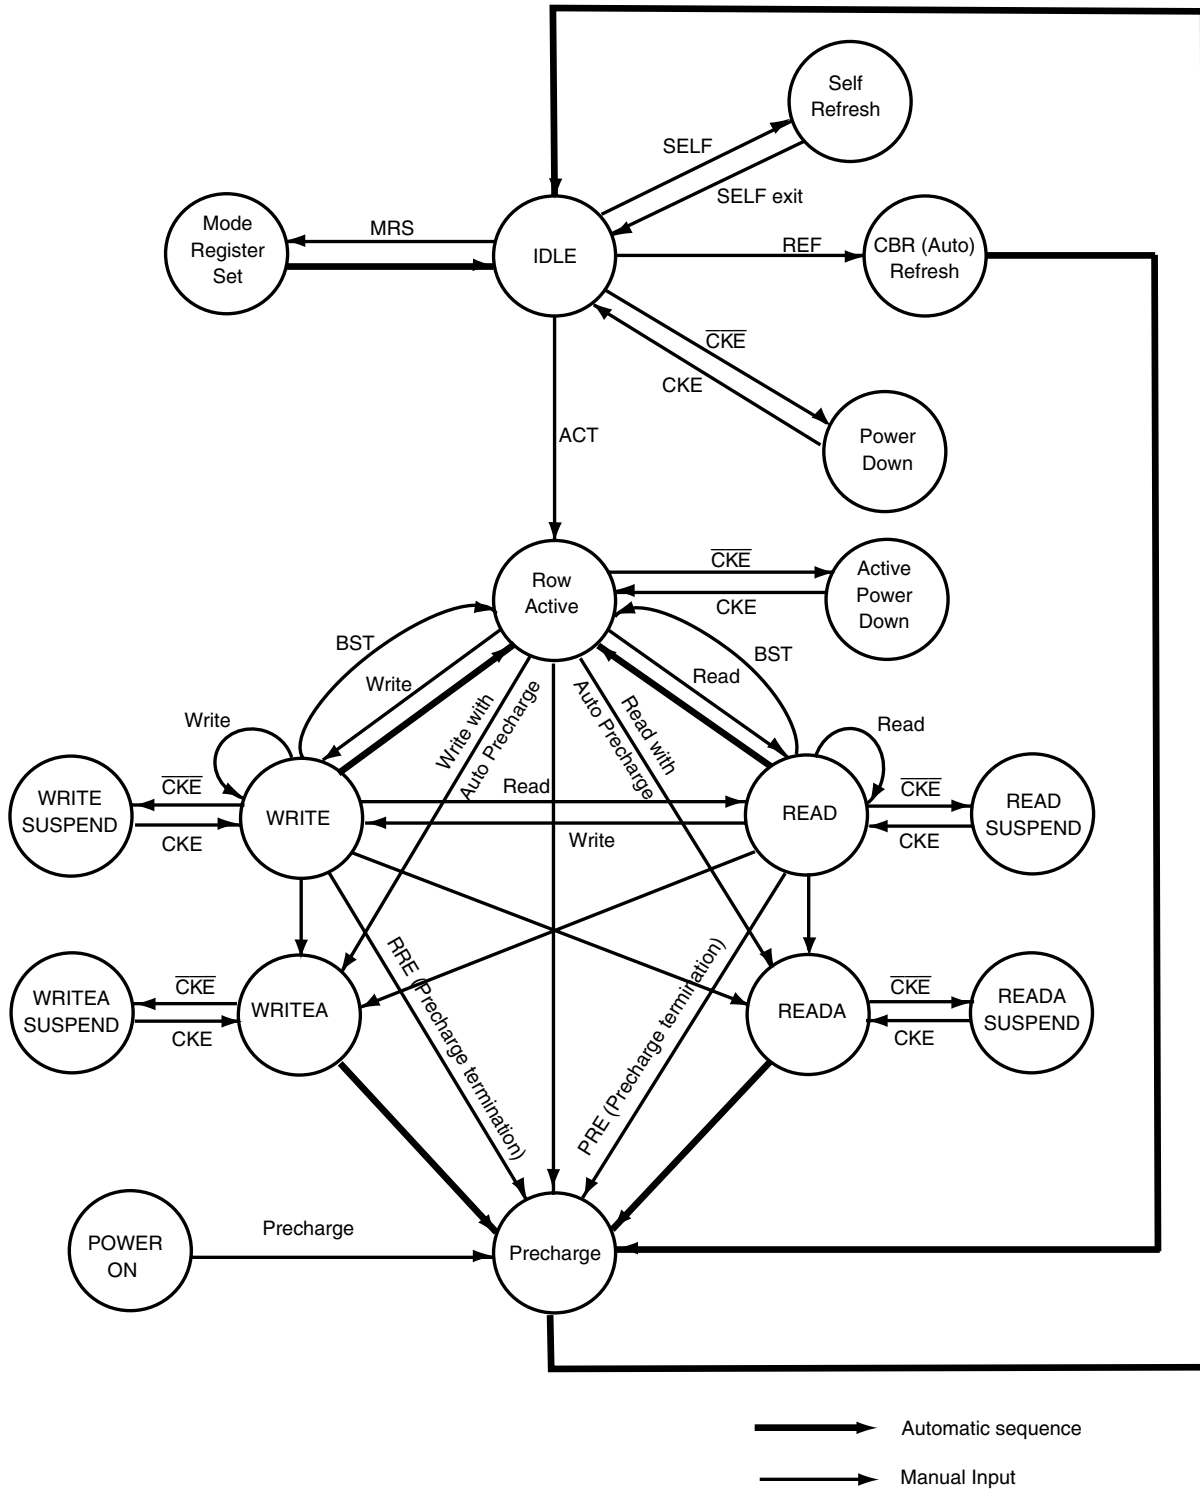 Self
Refresh
SELF
SELF exit
Mode
Register
Set
MRS
IDLE
REF
CBR (Auto)
Refresh
CKE
CKE
Power
Down
ACT
Row
Active
CKE
CKE
Active
Power
Down
BST
BST
Write
Read
Write with
Auto Precharge
Read with
Auto Precharge
Write
Read
WRITE
SUSPEND
CKE
CKE
WRITE
Read
Write
READ
CKE
CKE
READ
SUSPEND
WRITEA
SUSPEND
CKE
CKE
WRITEA
RRE (Precharge termination)
PRE (Precharge termination)
READA
CKE
CKE
READA
SUSPEND
POWER
ON
Precharge
Precharge
Automatic sequence
Manual Input